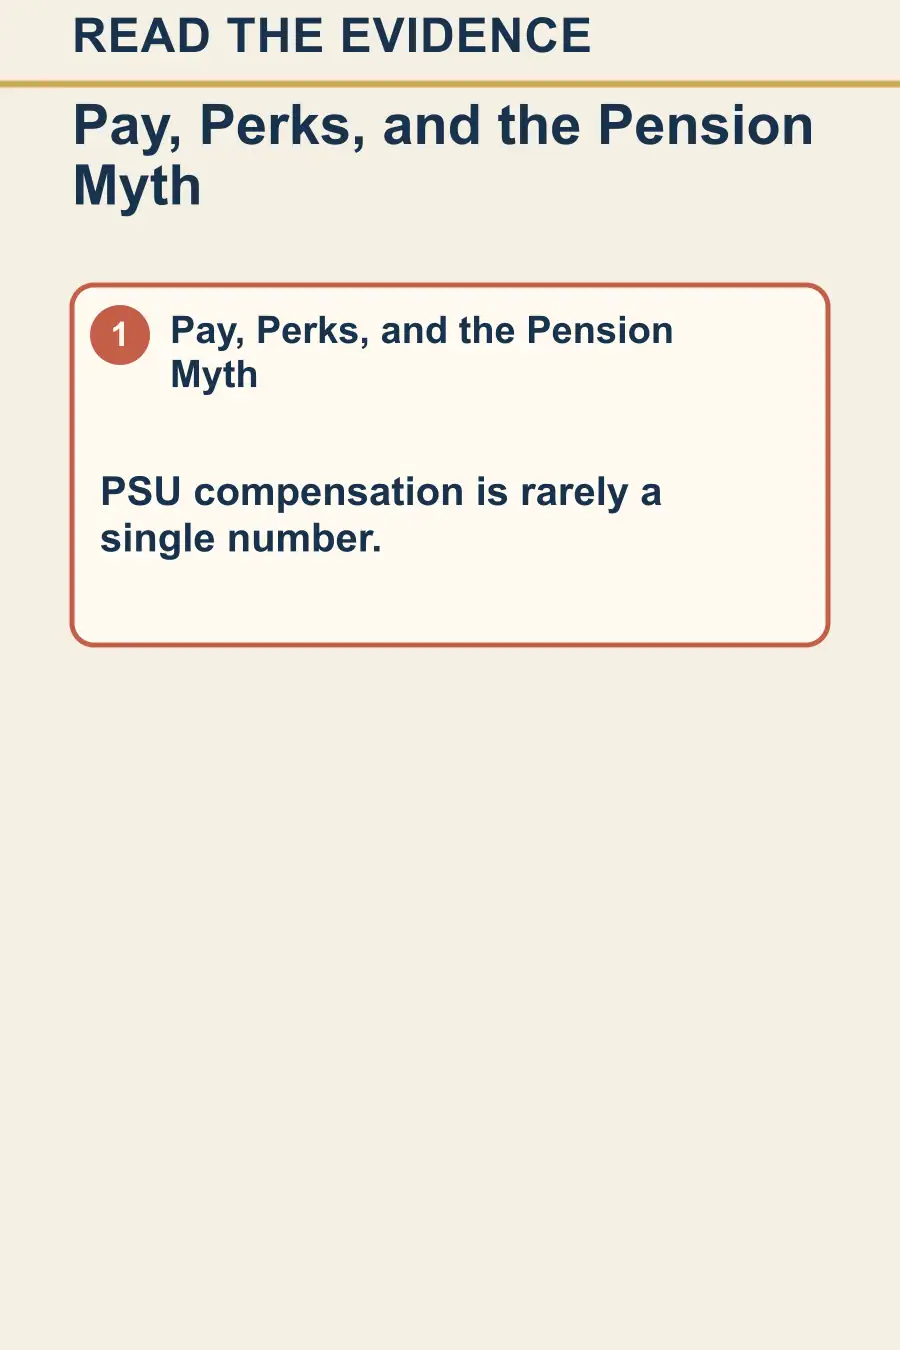 READ THE EVIDENCE
Pay, Perks, and the Pension
Myth
1
Pay, Perks, and the Pension
Myth
PSU compensation is rarely a
single number.